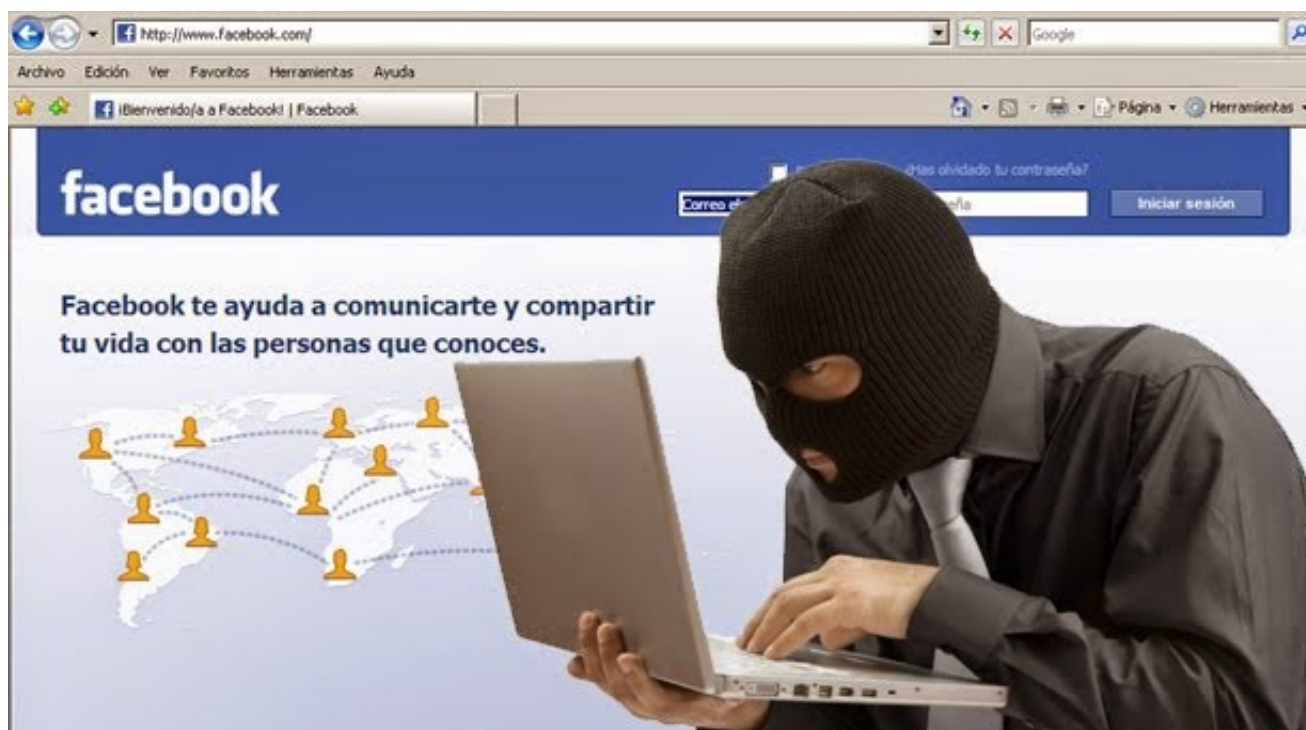 http://www.facebook.com/
Google
Archivo Edición Ver Favoritos Herramientas Ayuda
¡Bienvenido/a a Facebook! | Facebook
Página Herramientas
¿Has olvidado tu contraseña?
facebook
Correo
Iniciar sesión
Facebook te ayuda a comunicarte y compartir
tu vida con las personas que conoces.